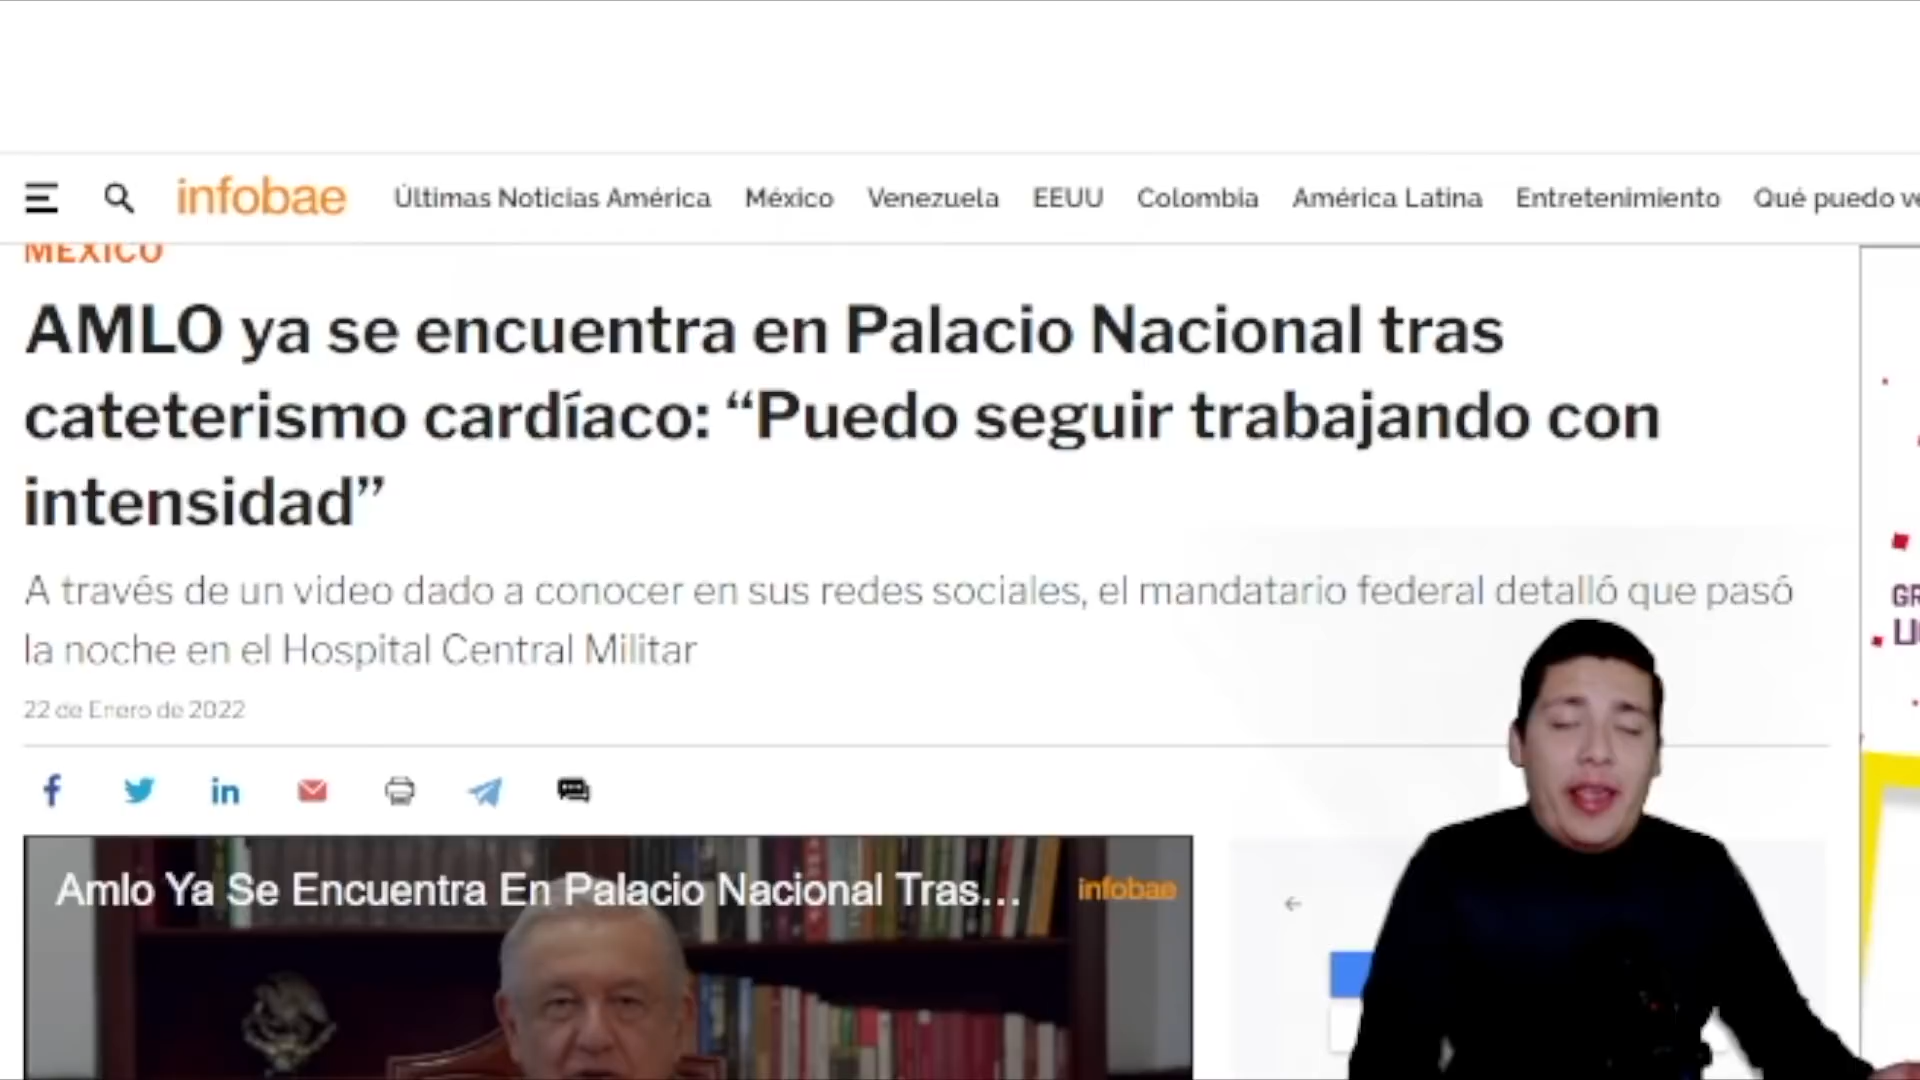 infobae Últimas Noticias América México Venezuela EEUU Colombia América Latina Entretenimiento Qué puedo
MÉXICO
AMLO ya se encuentra en Palacio Nacional tras
cateterismo cardíaco: “Puedo seguir trabajando con
intensidad”
A través de un video dado a conocer en sus redes sociales, el mandatario federal detalló que pasó
la noche en el Hospital Central Militar
22 de Enero de 2022
Amlo Ya Se Encuentra En Palacio Nacional Tras... infobae